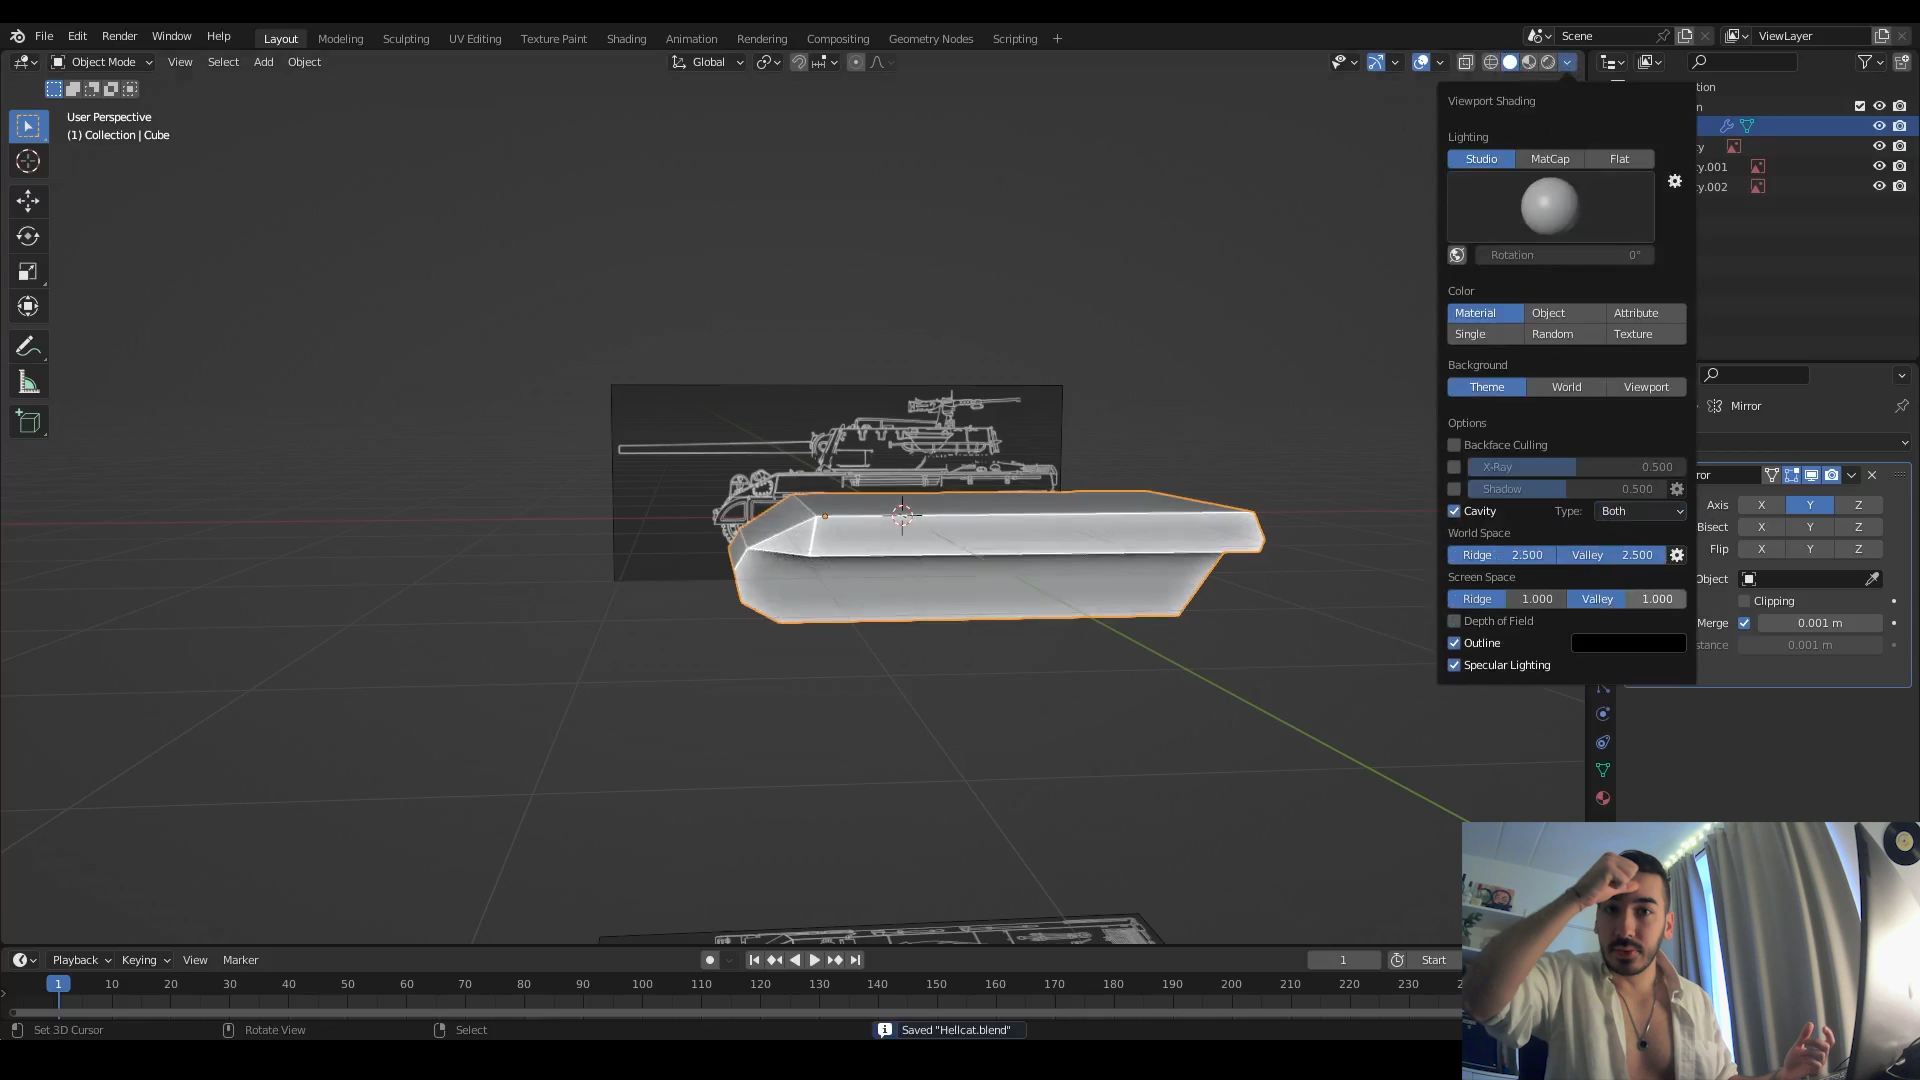 File Edit Render Window Help Layout Modeling Sculpting UV Editing Texture Paint Shading Animation Rendering Compositing Geometry Nodes Scripting + Scene ViewLayer
Object Mode View Select Add Object Global
User Perspective
(1) Collection | Cube
tion
n
y
y.001
y.002
Viewport Shading
Lighting
Studio MatCap Flat
Rotation 0°
Color
Material Object Attribute
Single Random Texture
Background
Theme World Viewport
Options
Backface Culling
X-Ray 0.500
Shadow 0.500
Cavity Type: Both
World Space
Ridge 2.500 Valley 2.500
Screen Space
Ridge 1.000 Valley 1.000
Depth of Field
Outline
Specular Lighting
Mirror
ror
Axis X Y Z
Bisect X Y Z
Flip X Y Z
Object
Clipping
Merge 0.001 m
stance 0.001 m
Playback Keying View Marker 1 Start
1 10 20 30 40 50 60 70 80 90 100 110 120 130 140 150 160 170 180 190 200 210 220 230
Set 3D Cursor Rotate View Select Saved "Hellcat.blend"